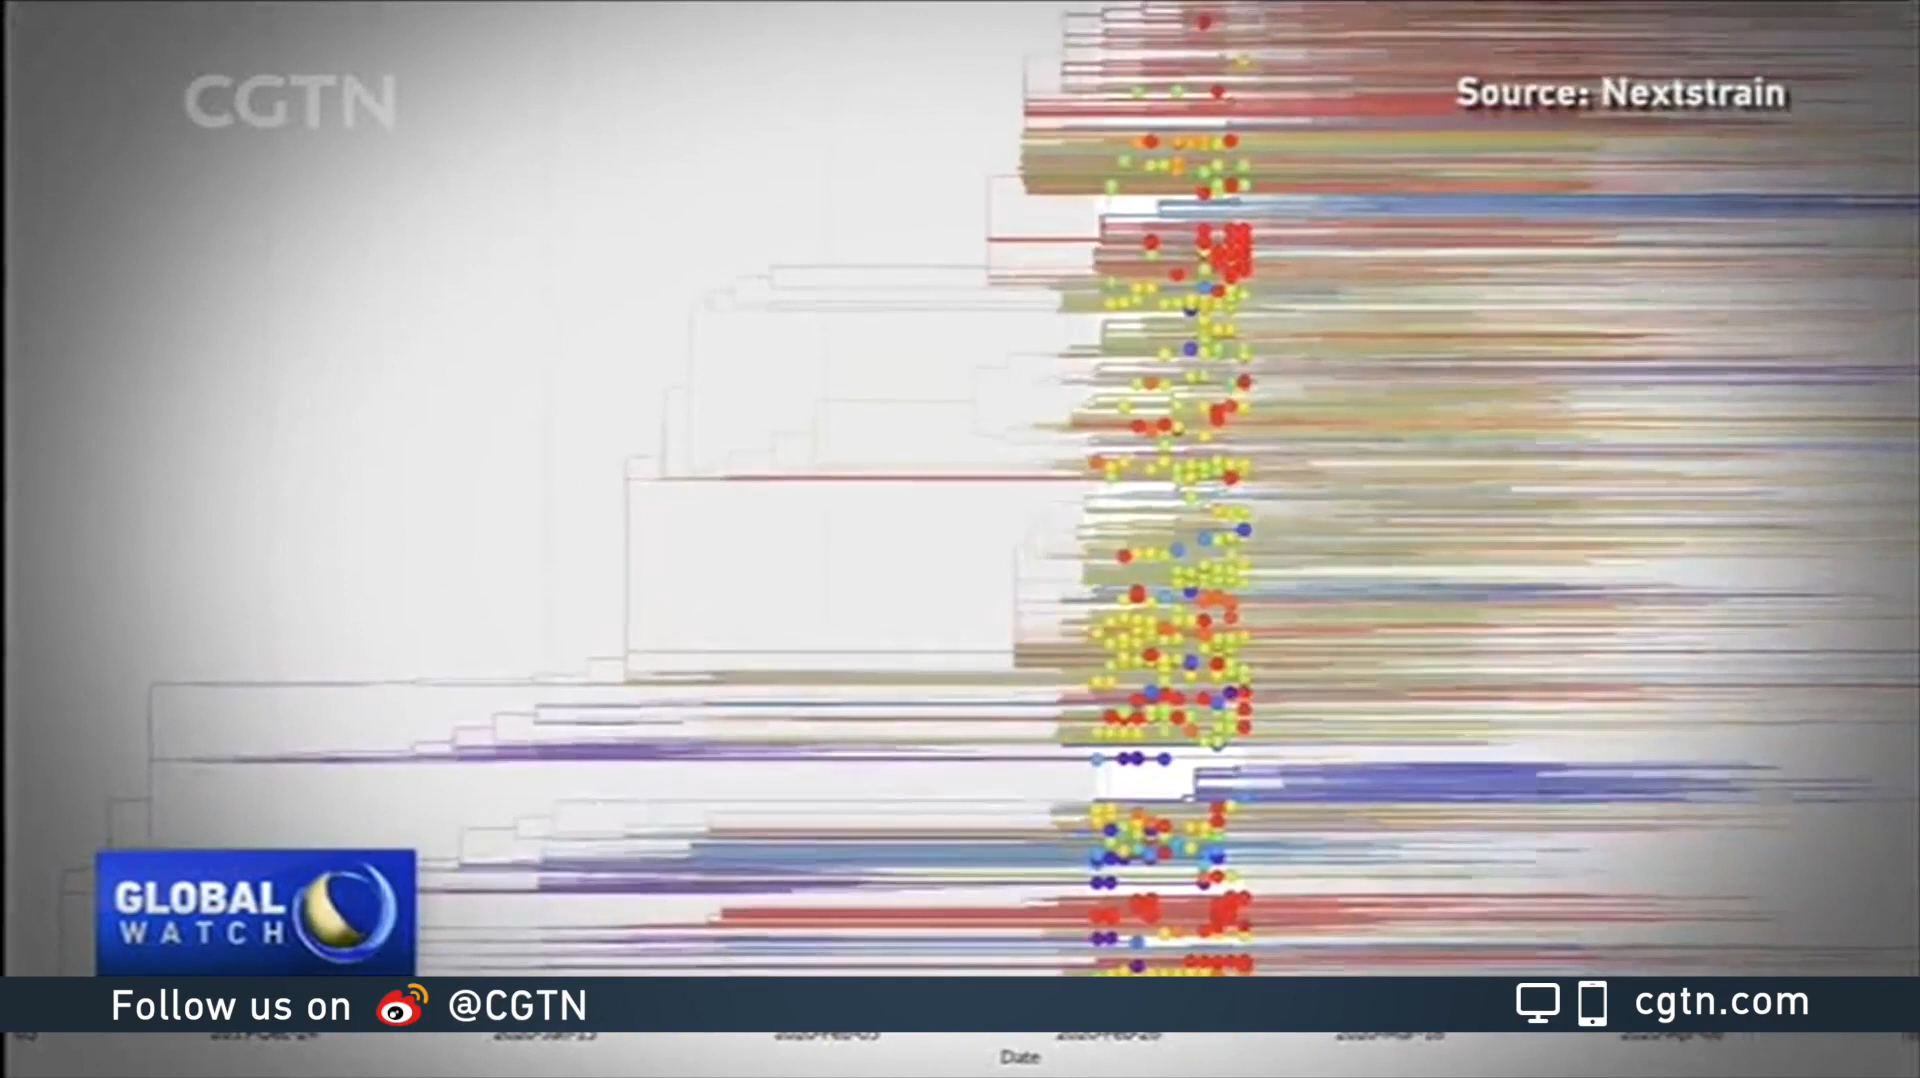 CGTN
Source: Nextstrain
GLOBAL
WATCH
Follow us on @CGTN
cgtn.com
Date